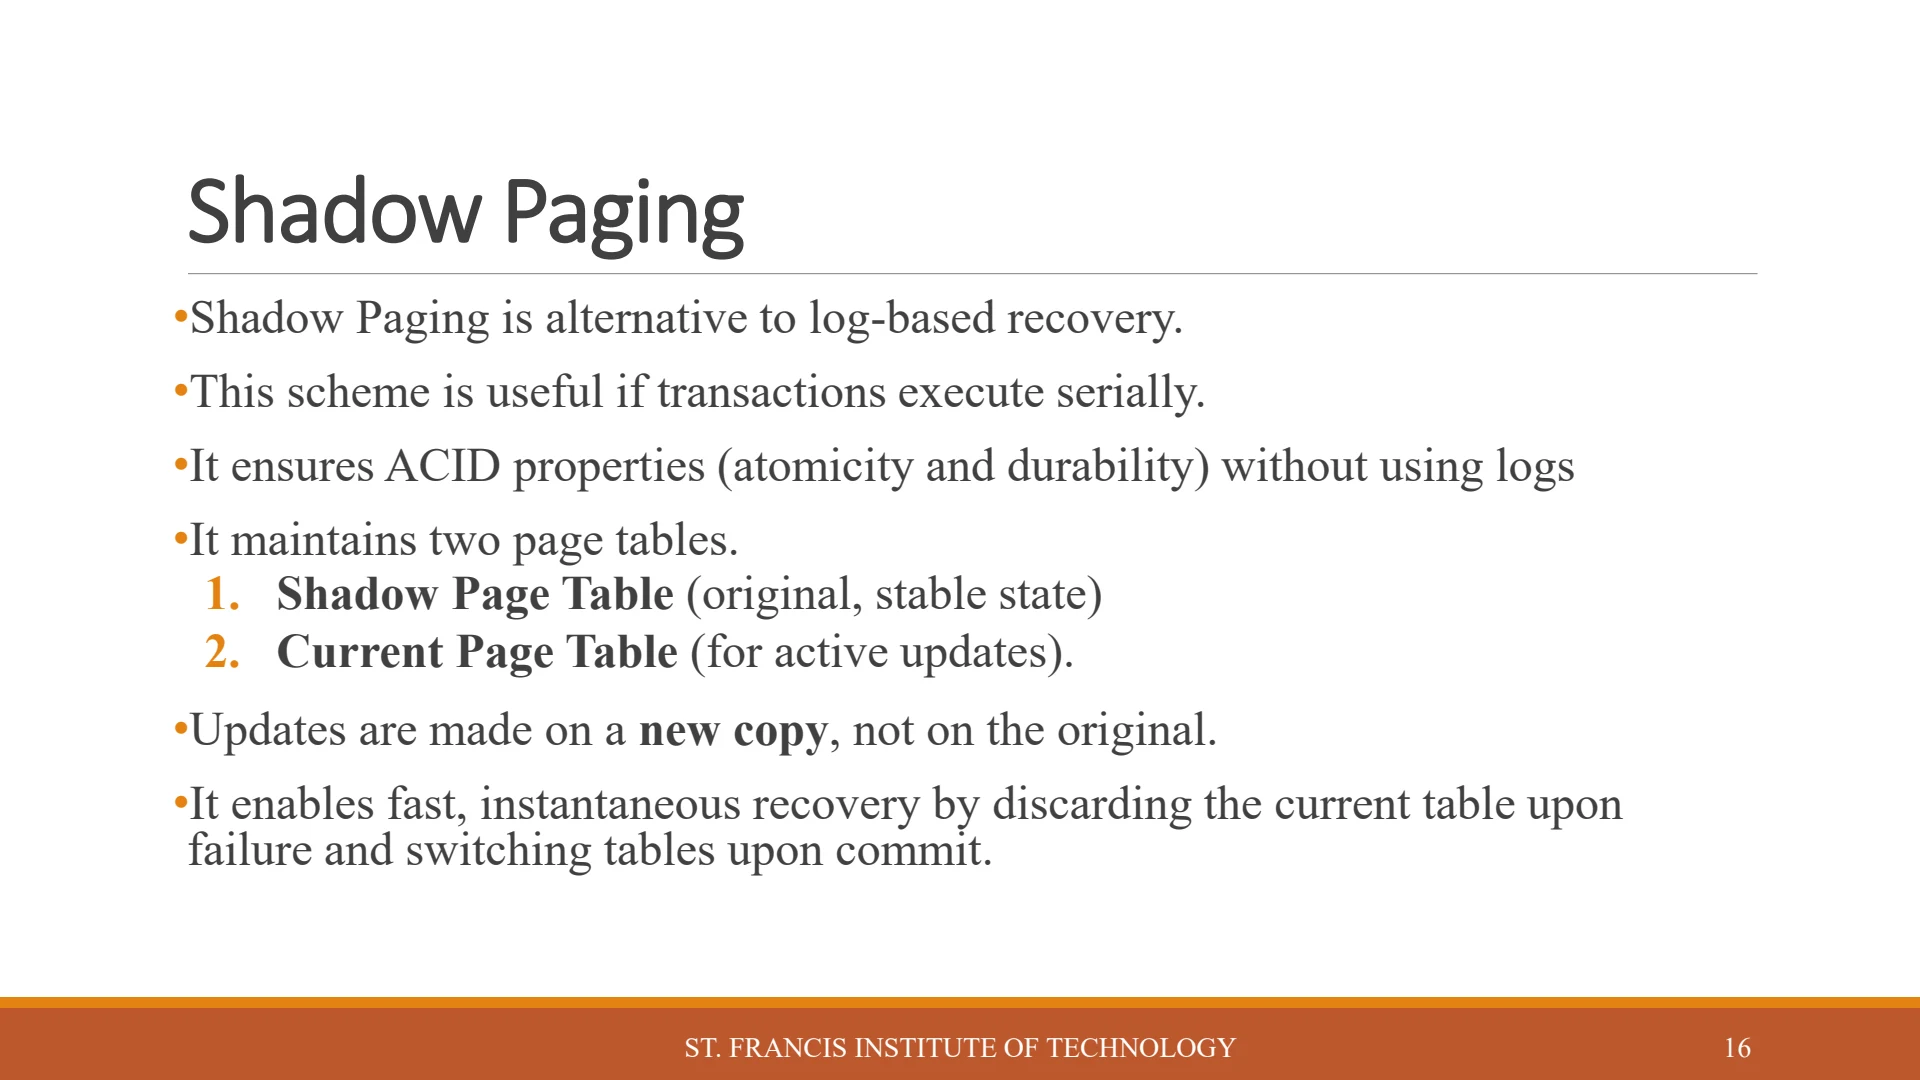 Shadow Paging
•Shadow Paging is alternative to log-based recovery.
•This scheme is useful if transactions execute serially.
•It ensures ACID properties (atomicity and durability) without using logs
•It maintains two page tables.
1. Shadow Page Table (original, stable state)
2. Current Page Table (for active updates).
•Updates are made on a new copy, not on the original.
•It enables fast, instantaneous recovery by discarding the current table upon
failure and switching tables upon commit.
ST. FRANCIS INSTITUTE OF TECHNOLOGY
16